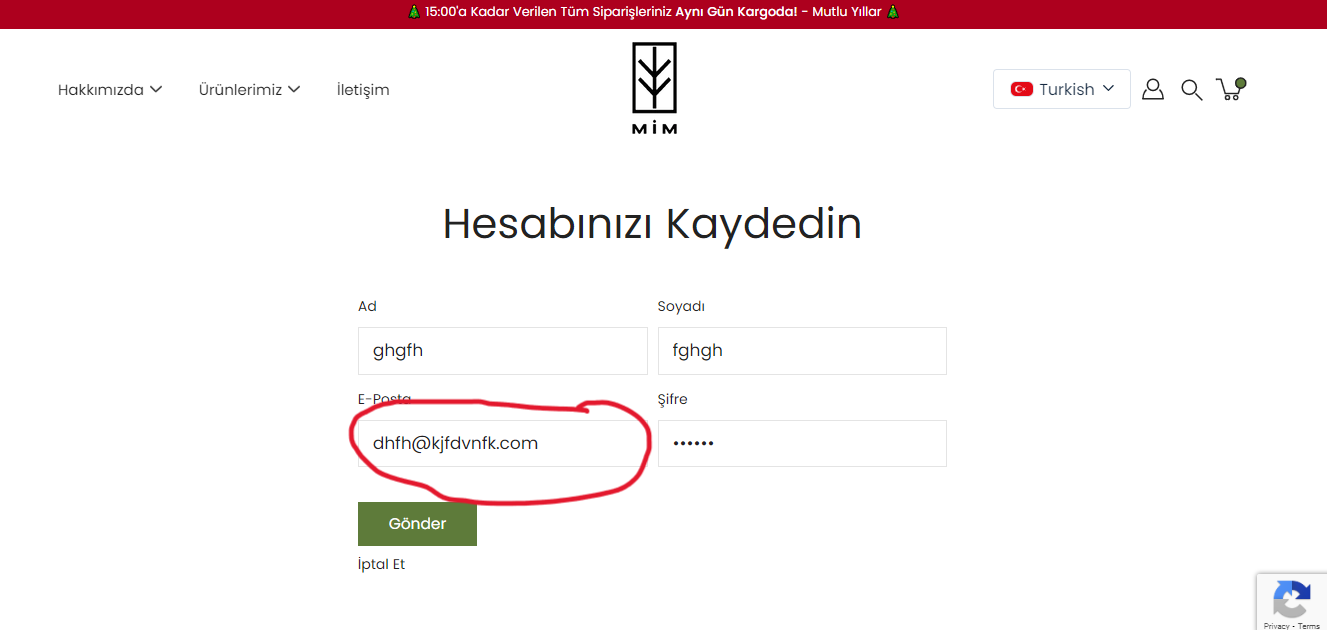 🎄 15:00'a Kadar Verilen Tüm Siparişleriniz Aynı Gün Kargoda! - Mutlu Yıllar 🎄
Hakkımızda Ürünlerimiz İletişim
MİM
Turkish
Hesabınızı Kaydedin
Ad Soyadı
ghgfh fghgh
E-Posta Şifre
dhfh@kjfdvnfk.com ••••••
Gönder
İptal Et
Privacy - Terms